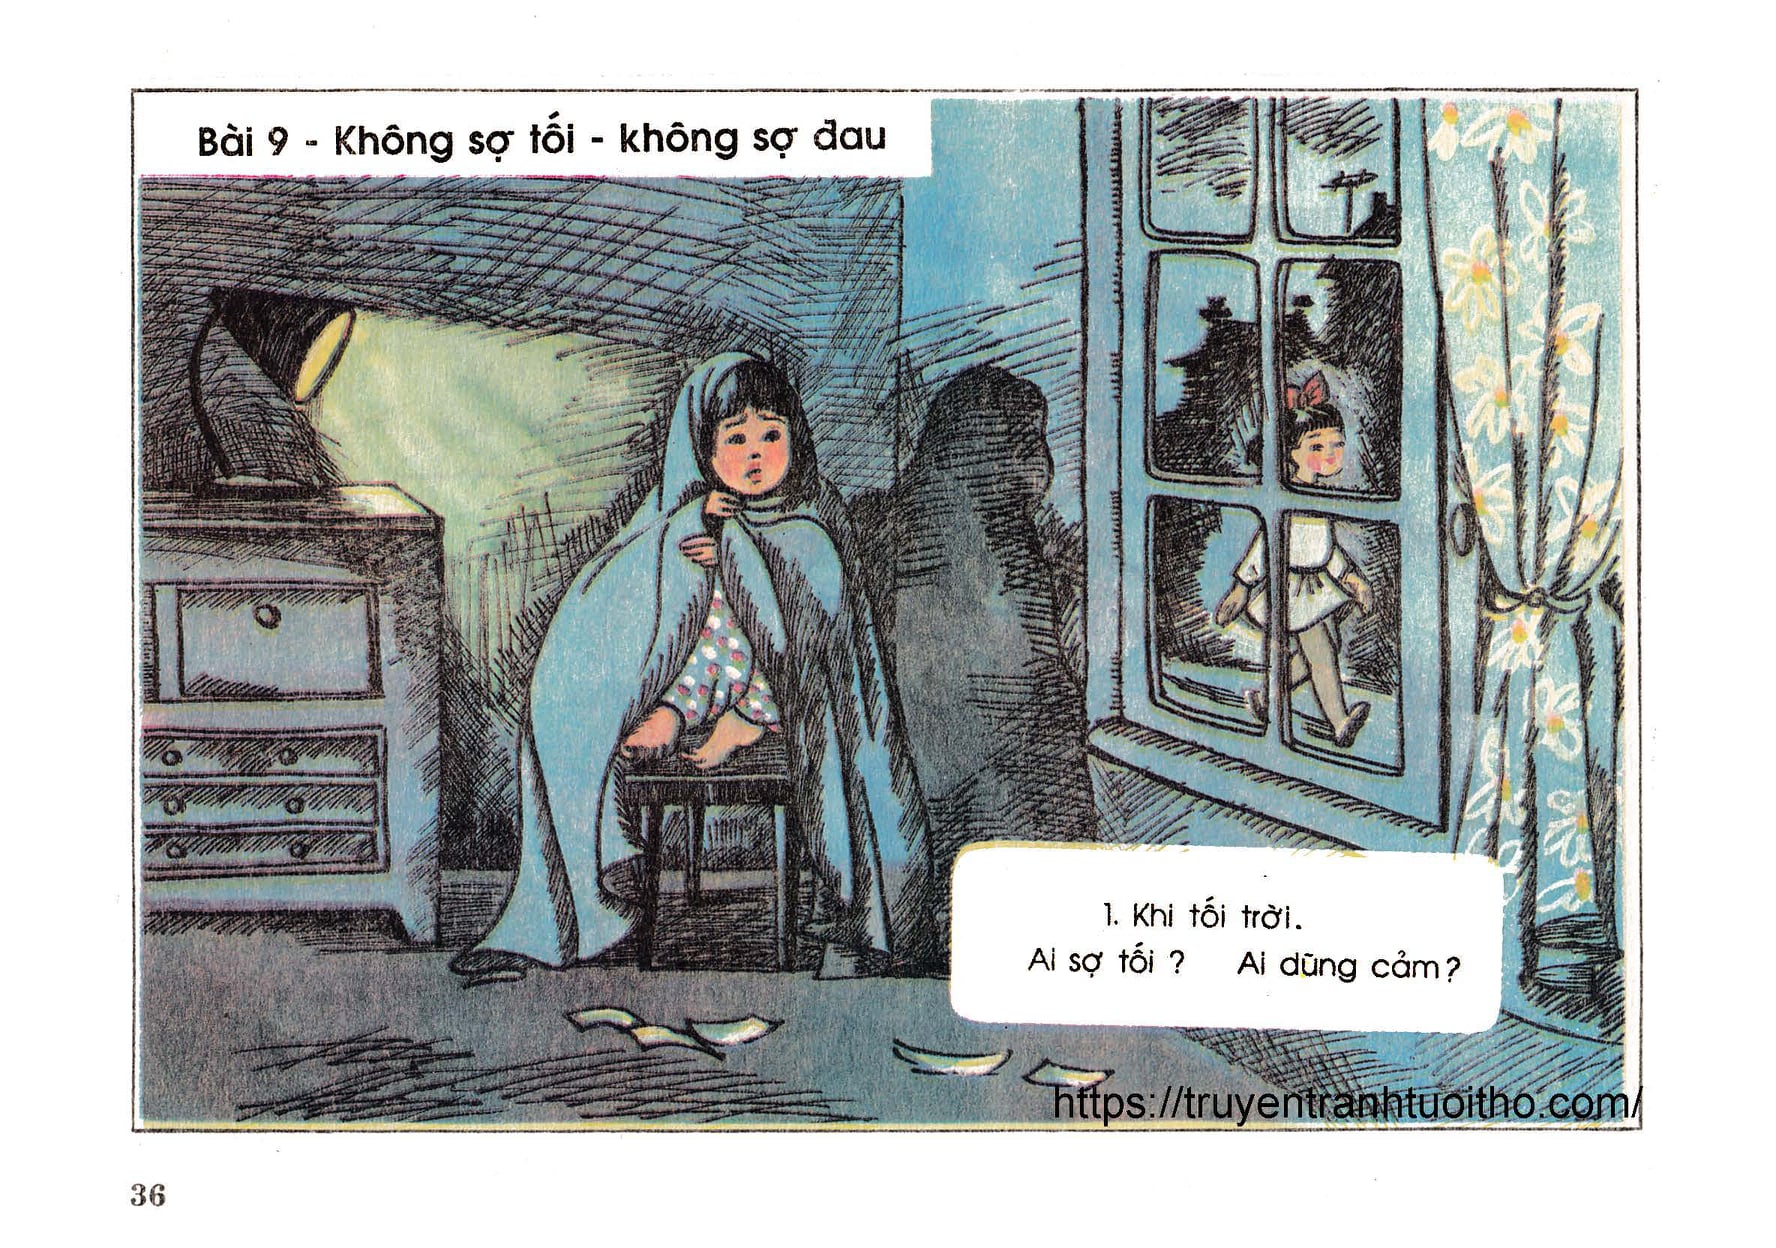 Bài 9 - Không sợ tối - không sợ đau
1. Khi tối trời.
Ai sợ tối ? Ai dũng cảm?
https://truyentranhtuoitho.com/
36